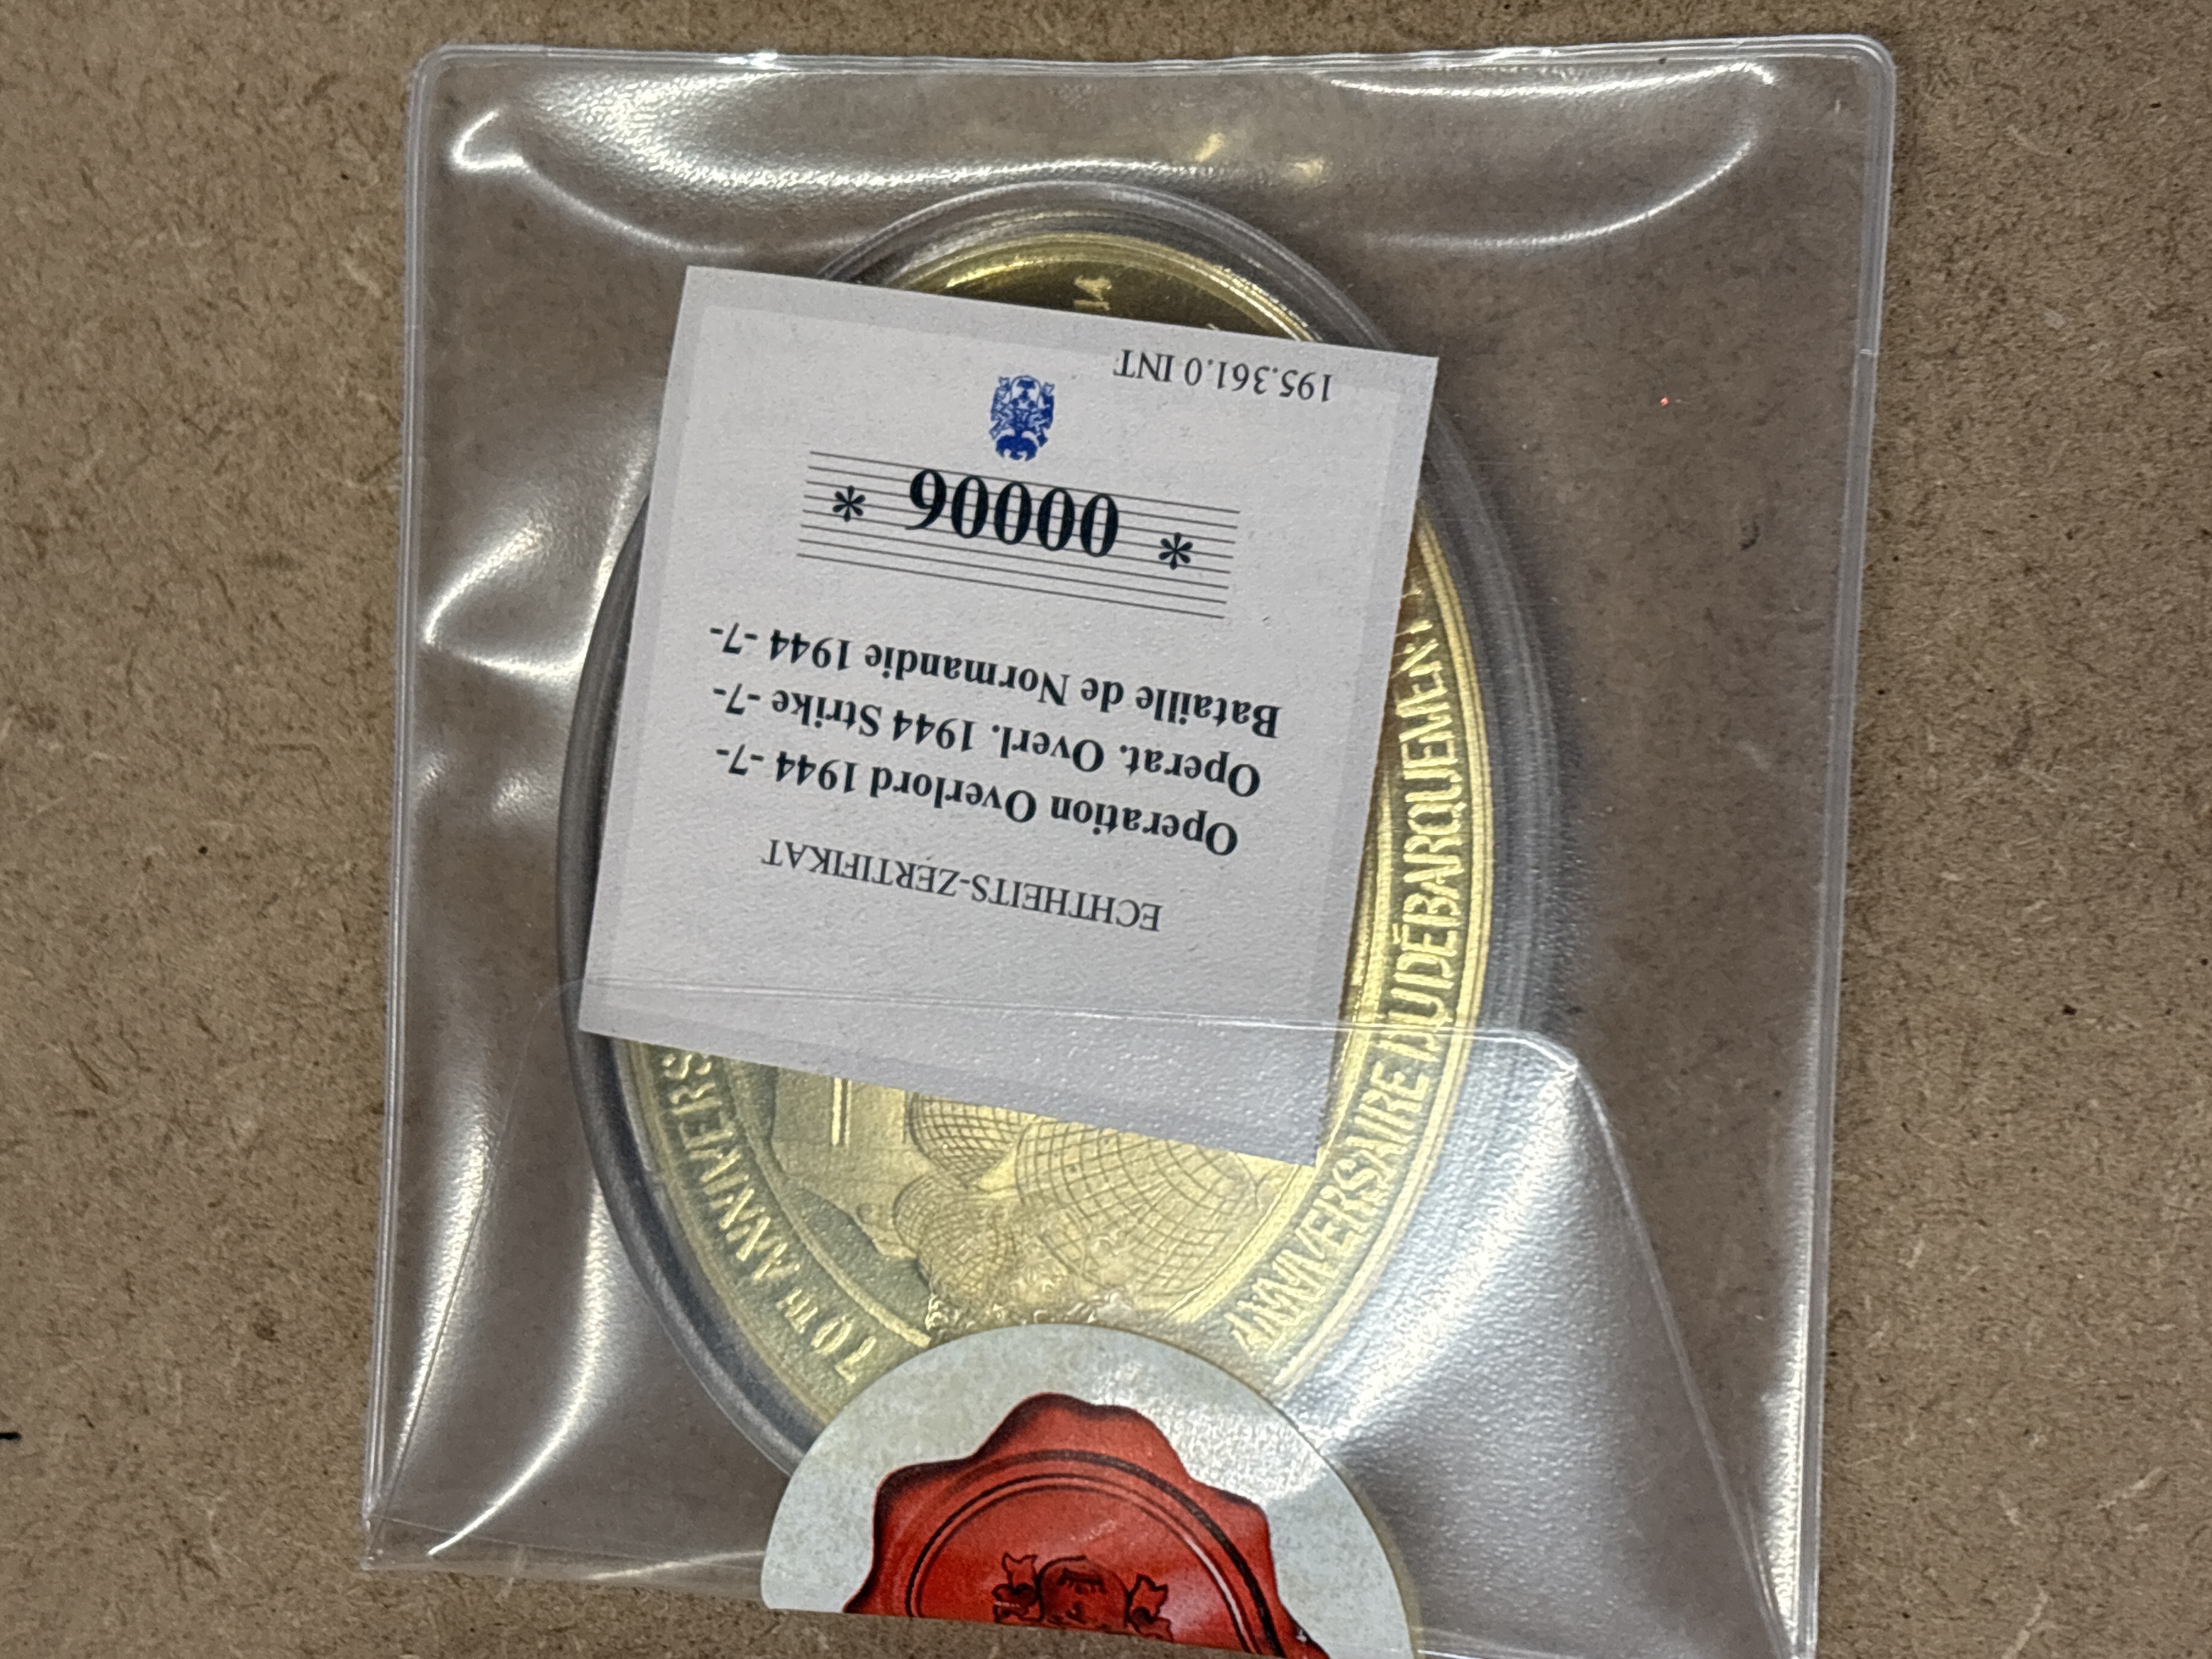 ECHTHEITS-ZERTIFIKAT
Operation Overlord 1944 -7-
Operat. Overl. 1944 Strike -7-
Bataille de Normandie 1944 -7-
* 00006 *
195.361.0 INT
70TH ANNIVERS
ANNIVERSAIRE DU DÉBARQUEMENT